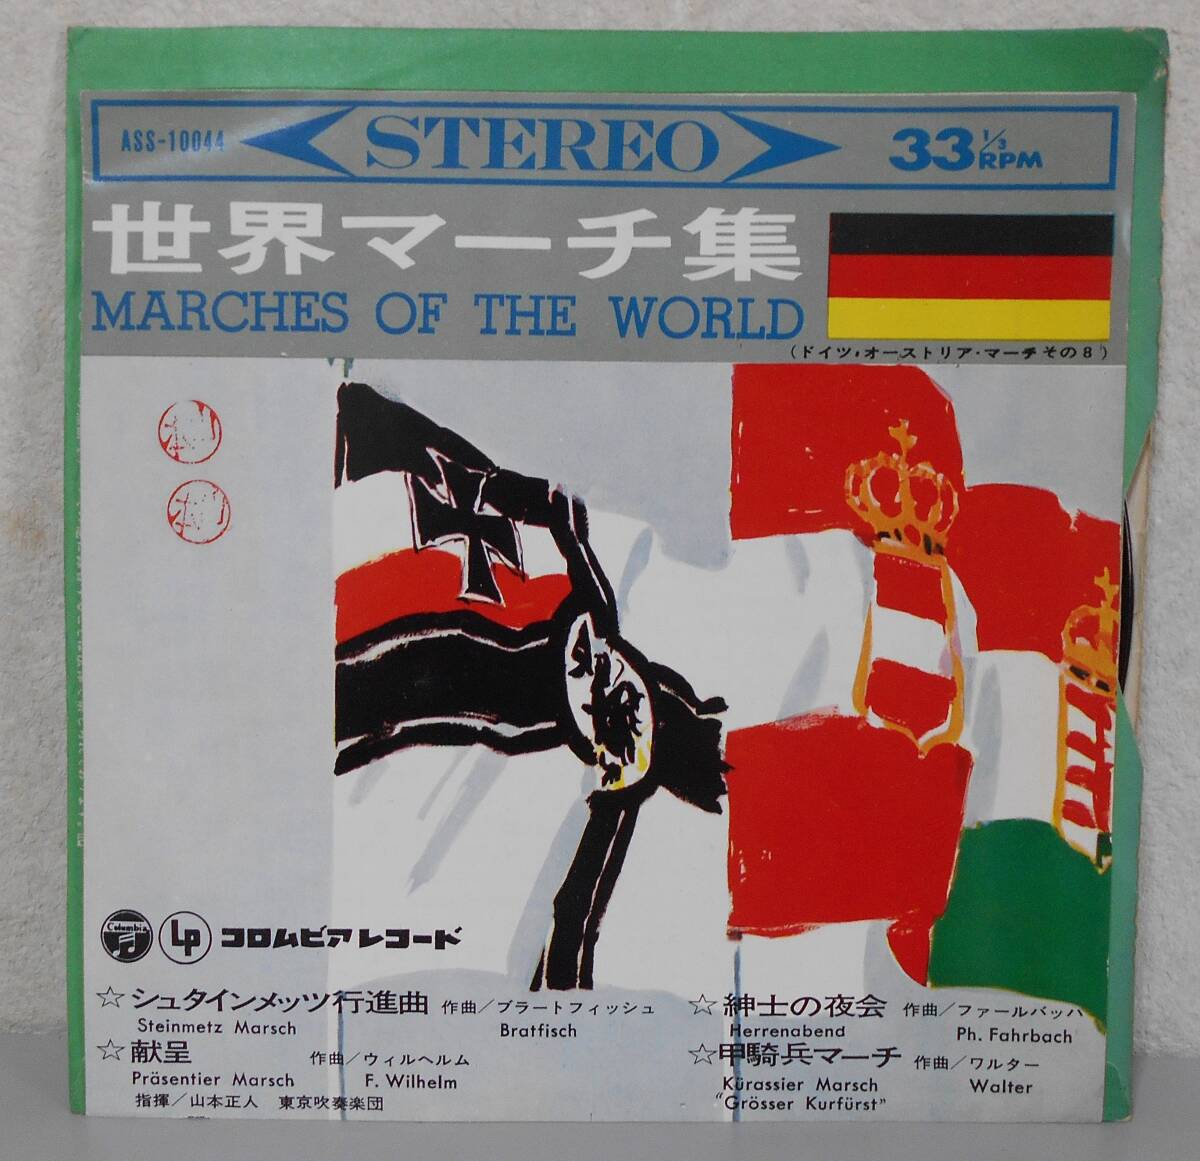 ASS-10044
STEREO
33 1/3 RPM
世界マーチ集
MARCHES OF THE WORLD
(ドイツ・オーストリア・マーチその8)
Columbia
LP
コロムビアレコード
☆シュタインメッツ行進曲 作曲/ブラートフィッシュ
Steinmetz Marsch Bratfisch
☆献呈 作曲/ウィルヘルム
Präsentier Marsch F. Wilhelm
指揮/山本正人 東京吹奏楽団
☆紳士の夜会 作曲/ファールバッハ
Herrenabend Ph. Fahrbach
☆甲騎兵マーチ 作曲/ワルター
Kürassier Marsch Walter
"Grösser Kurfürst"